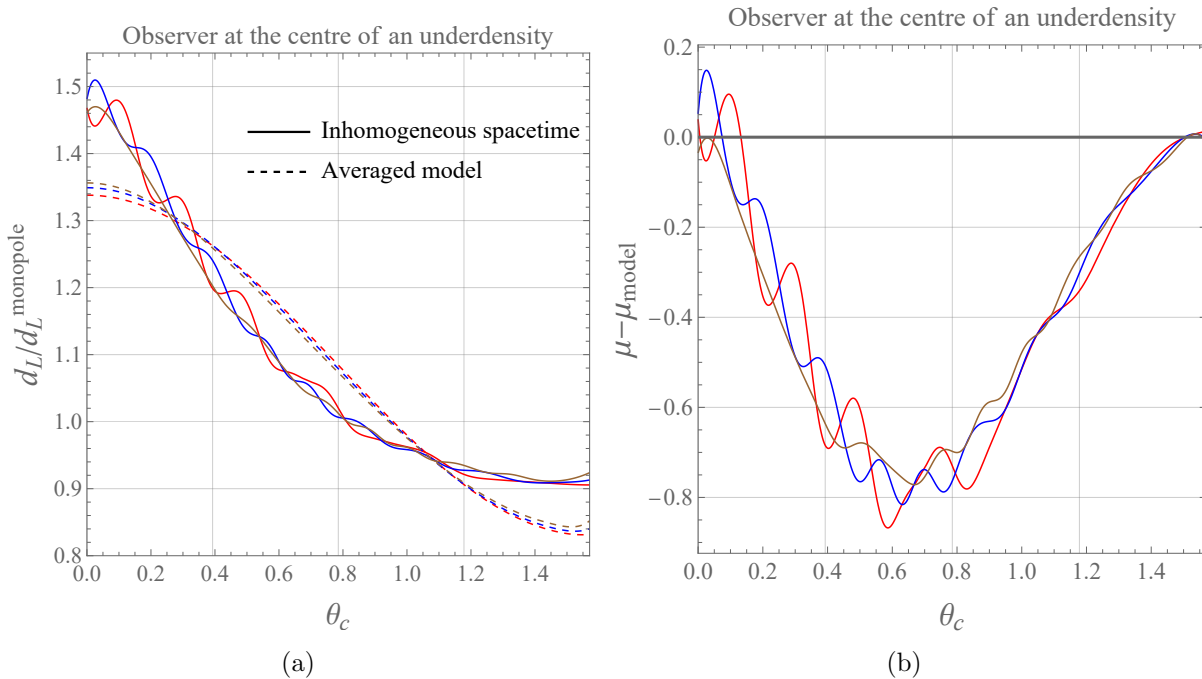 Observer at the centre of an underdensity
d_L/d_L^monopole
1.5
1.4
1.3
1.2
1.1
1.0
0.9
0.8
Inhomogeneous spacetime
Averaged model
0.0 0.2 0.4 0.6 0.8 1.0 1.2 1.4
θ_c
(a)
Observer at the centre of an underdensity
μ−μ_model
0.2
0.0
−0.2
−0.4
−0.6
−0.8
0.0 0.2 0.4 0.6 0.8 1.0 1.2 1.4
θ_c
(b)